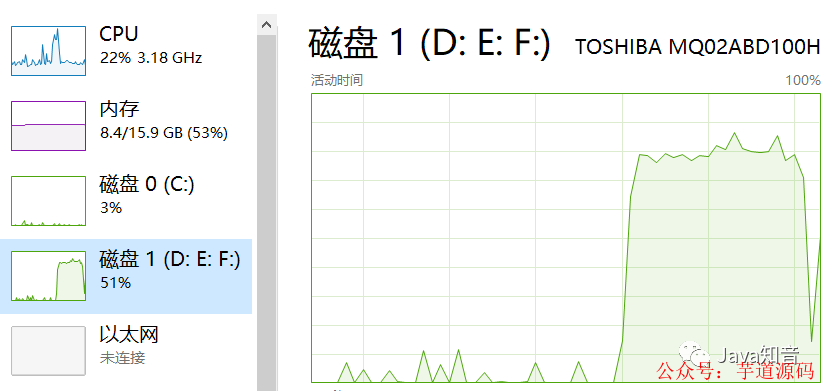 CPU
22% 3.18 GHz
内存
8.4/15.9 GB (53%)
磁盘 0 (C:)
3%
磁盘 1 (D: E: F:)
51%
以太网
未连接
磁盘 1 (D: E: F:)
TOSHIBA MQ02ABD100H
活动时间
100%
Java知音
公众号：芋道源码